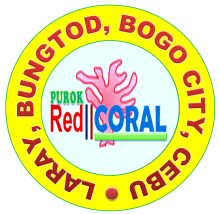 LARAY, BUNGTOD, BOGO CITY, CEBU
PUROK
Red||CORAL